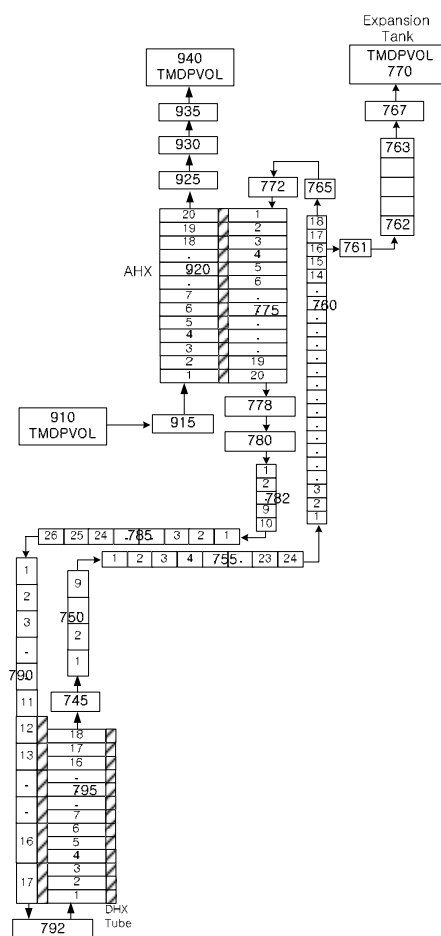 Expansion
Tank
TMDPVOL
770
940
TMDPVOL
935
767
930
763
925
772
765
762
20 1 18
19 2 17
18 3 16 761
. 4 15
AHX . 920 5 14
. 6 .
7 . 760
6 775 .
5 . .
4 . .
3 . .
2 19 .
1 20 .
910
TMDPVOL
915
778
780
1
2
. 782
9
10
3
2
1
26 25 24 . 785 . 3 2 1
1 2 3 4 . 755 . 23 24
1
2
3
.
790
11
12
13
.
.
16
17
9
750
2
1
745
18
17
16
.
795
.
7
6
5
4
3
2
1
DHX
Tube
792